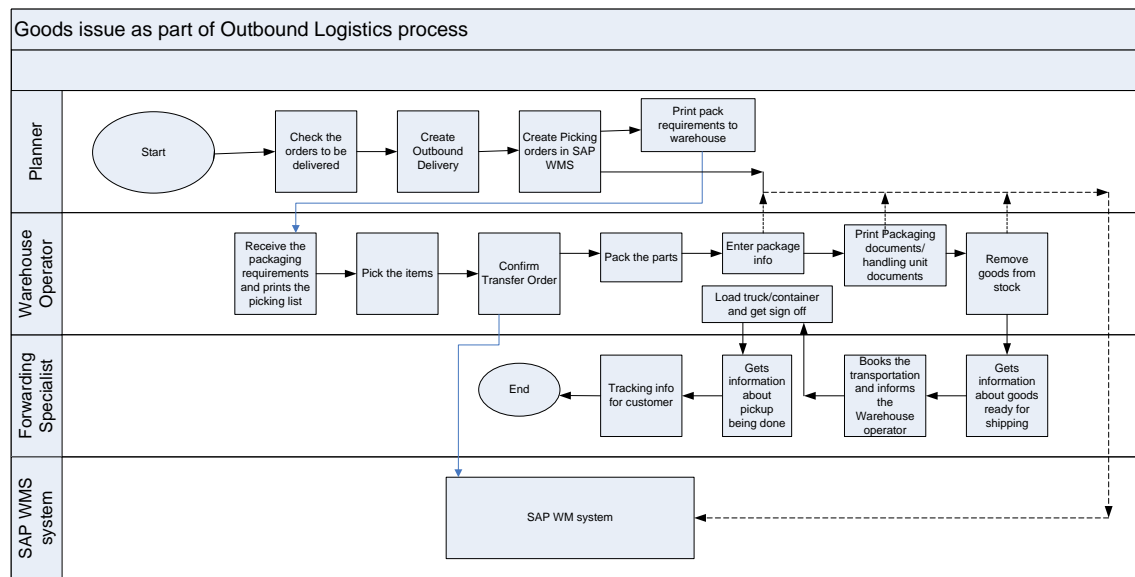 Goods issue as part of Outbound Logistics process
Planner
Start
Check the
orders to be
delivered
Create
Outbound
Delivery
Create Picking
orders in SAP
WMS
Print pack
requirements to
warehouse
Warehouse
Operator
Receive the
packaging
requirements
and prints the
picking list
Pick the items
Confirm
Transfer Order
Pack the parts
Enter package
info
Print Packaging
documents/
handling unit
documents
Remove
goods from
stock
Load truck/container
and get sign off
Forwarding
Specialist
End
Tracking info
for customer
Gets
information
about
pickup
being done
Books the
transportation
and informs
the
Warehouse
operator
Gets
information
about goods
ready for
shipping
SAP WMS
system
SAP WM system